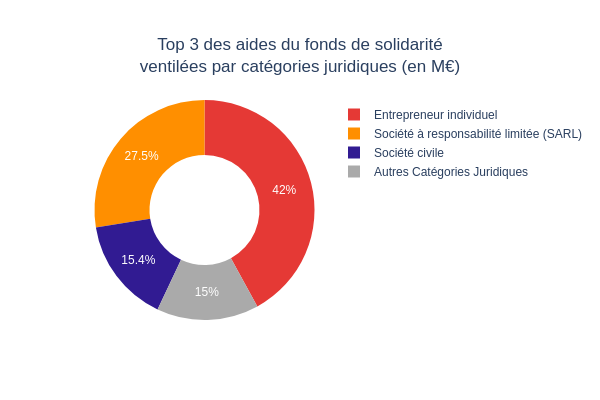 Top 3 des aides du fonds de solidarité
ventilées par catégories juridiques (en M€)
Entrepreneur individuel
Société à responsabilité limitée (SARL)
Société civile
Autres Catégories Juridiques
27.5%
42%
15.4%
15%